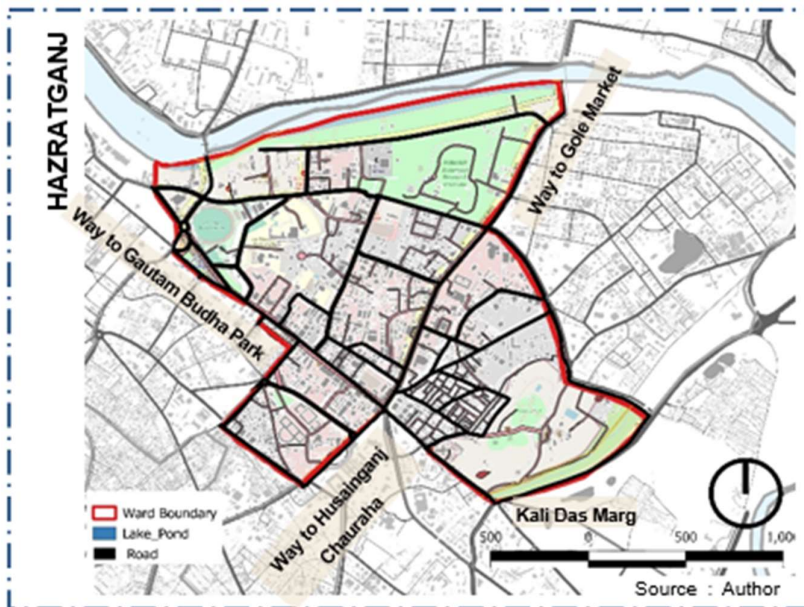 HAZRATGANJ
Way to Gole Market
Way to Gautam Budha Park
Way to Husainganj
Chauraha
Kali Das Marg
Ward Boundary
Lake_Pond
Road
500 0 500 1,00
Source : Author